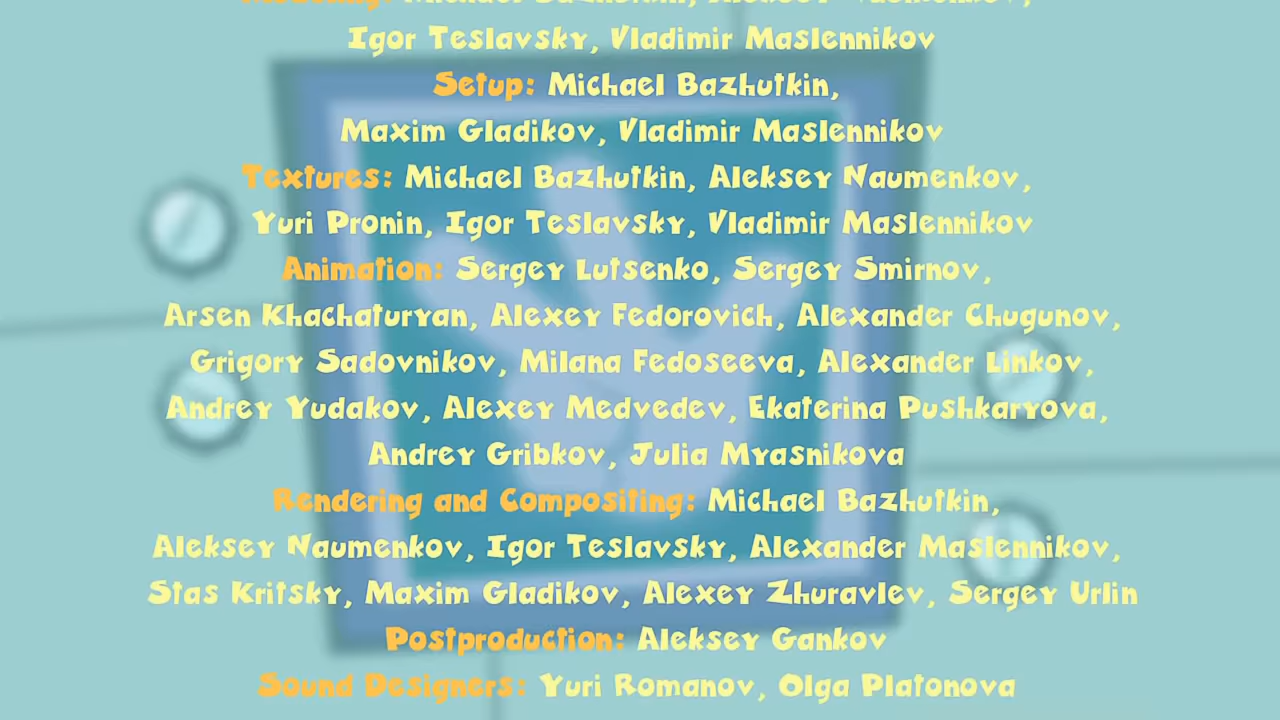 Igor Teslavsky, Vladimir Maslennikov
Setup: Michael Bazhutkin,
Maxim Gladikov, Vladimir Maslennikov
Textures: Michael Bazhutkin, Aleksey Naumenkov,
Yuri Pronin, Igor Teslavsky, Vladimir Maslennikov
Animation: Sergey Lutsenko, Sergey Smirnov,
Arsen Khachaturyan, Alexey Fedorovich, Alexander Chugunov,
Grigory Sadovnikov, Milana Fedoseeva, Alexander Linkov,
Andrey Yudakov, Alexey Medvedev, Ekaterina Pushkaryova,
Andrey Gribkov, Julia Myasnikova
Rendering and Compositing: Michael Bazhutkin,
Aleksey Naumenkov, Igor Teslavsky, Alexander Maslennikov,
Stas Kritsky, Maxim Gladikov, Alexey Zhuravlev, Sergey Urlin
Postproduction: Aleksey Gankov
Sound Designers: Yuri Romanov, Olga Platonova